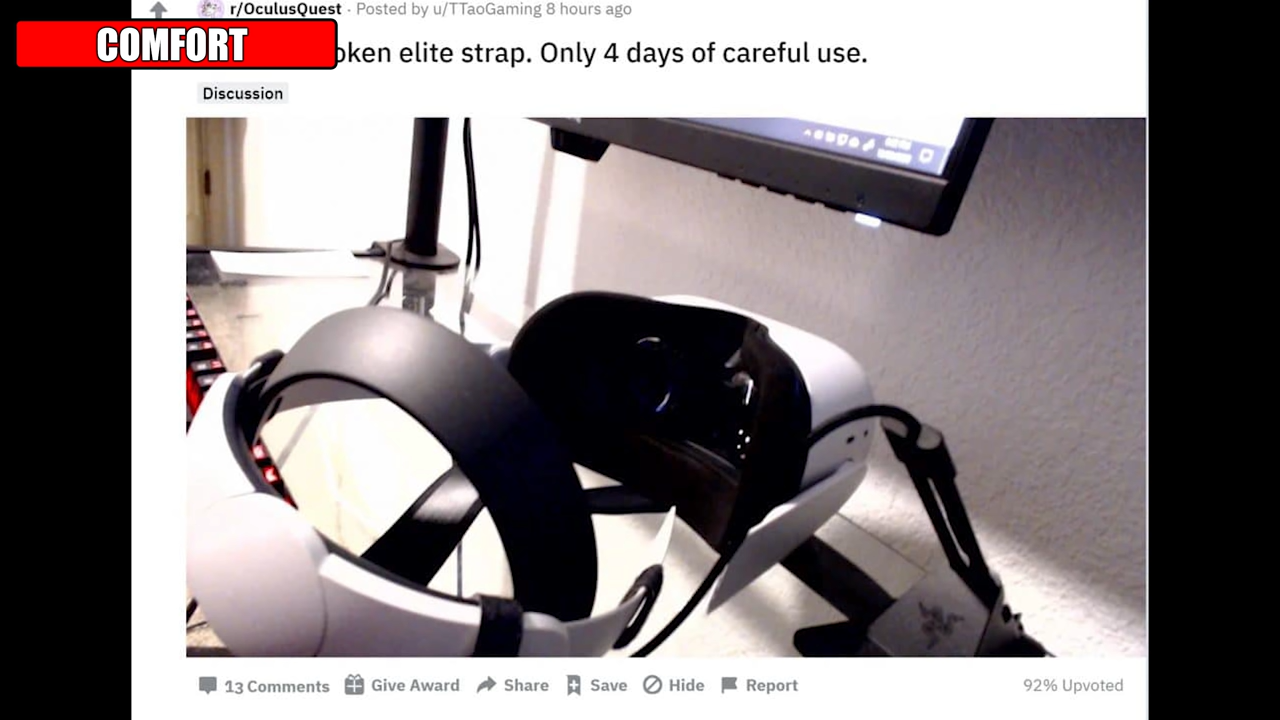 r/OculusQuest · Posted by u/TTaoGaming 8 hours ago
COMFORT
oken elite strap. Only 4 days of careful use.
Discussion
13 Comments Give Award Share Save Hide Report 92% Upvoted